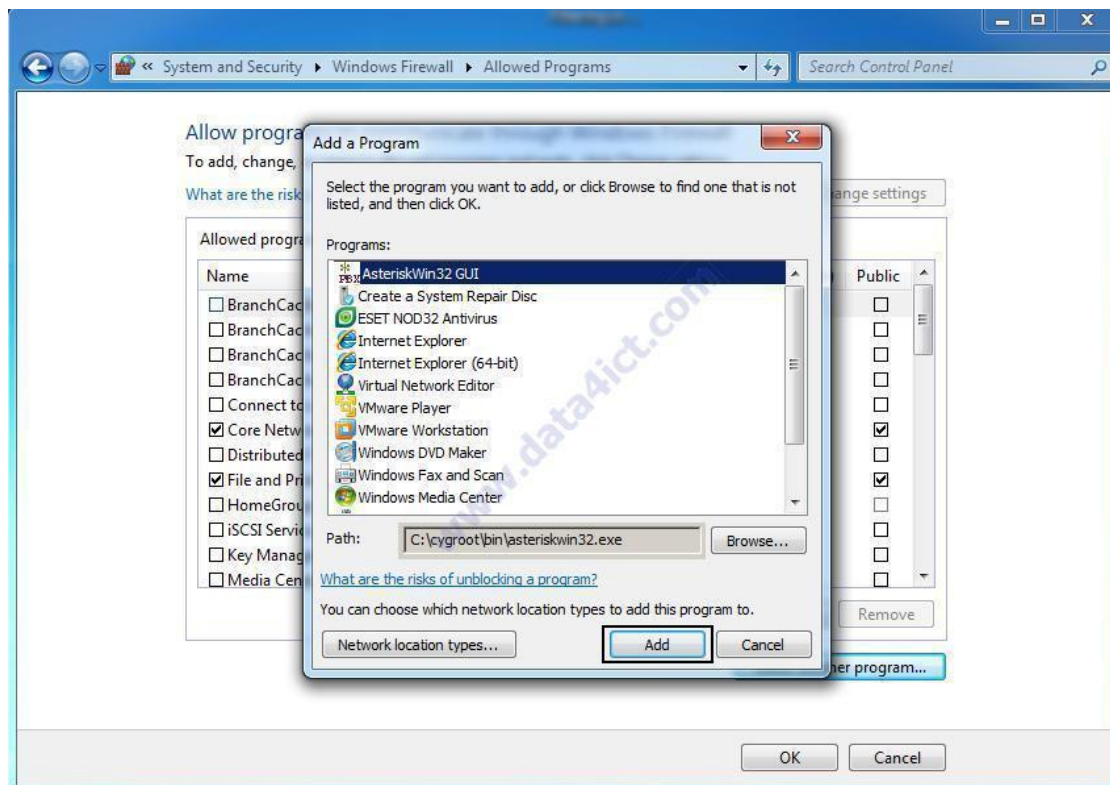 « System and Security ▸ Windows Firewall ▸ Allowed Programs
Search Control Panel
Allow progra
To add, change,
What are the risk
ange settings
Allowed progra
Name
Public
BranchCac
BranchCac
BranchCac
BranchCac
Connect to
Core Netw
Distributed
File and Pri
HomeGrou
iSCSI Servic
Key Manag
Media Cen
Remove
her program...
OK
Cancel
Add a Program
Select the program you want to add, or click Browse to find one that is not
listed, and then click OK.
Programs:
AsteriskWin32 GUI
Create a System Repair Disc
ESET NOD32 Antivirus
Internet Explorer
Internet Explorer (64-bit)
Virtual Network Editor
VMware Player
VMware Workstation
Windows DVD Maker
Windows Fax and Scan
Windows Media Center
Path:
C:\cygroot\bin\asteriskwin32.exe
Browse...
What are the risks of unblocking a program?
You can choose which network location types to add this program to.
Network location types...
Add
Cancel
www.data4ict.com